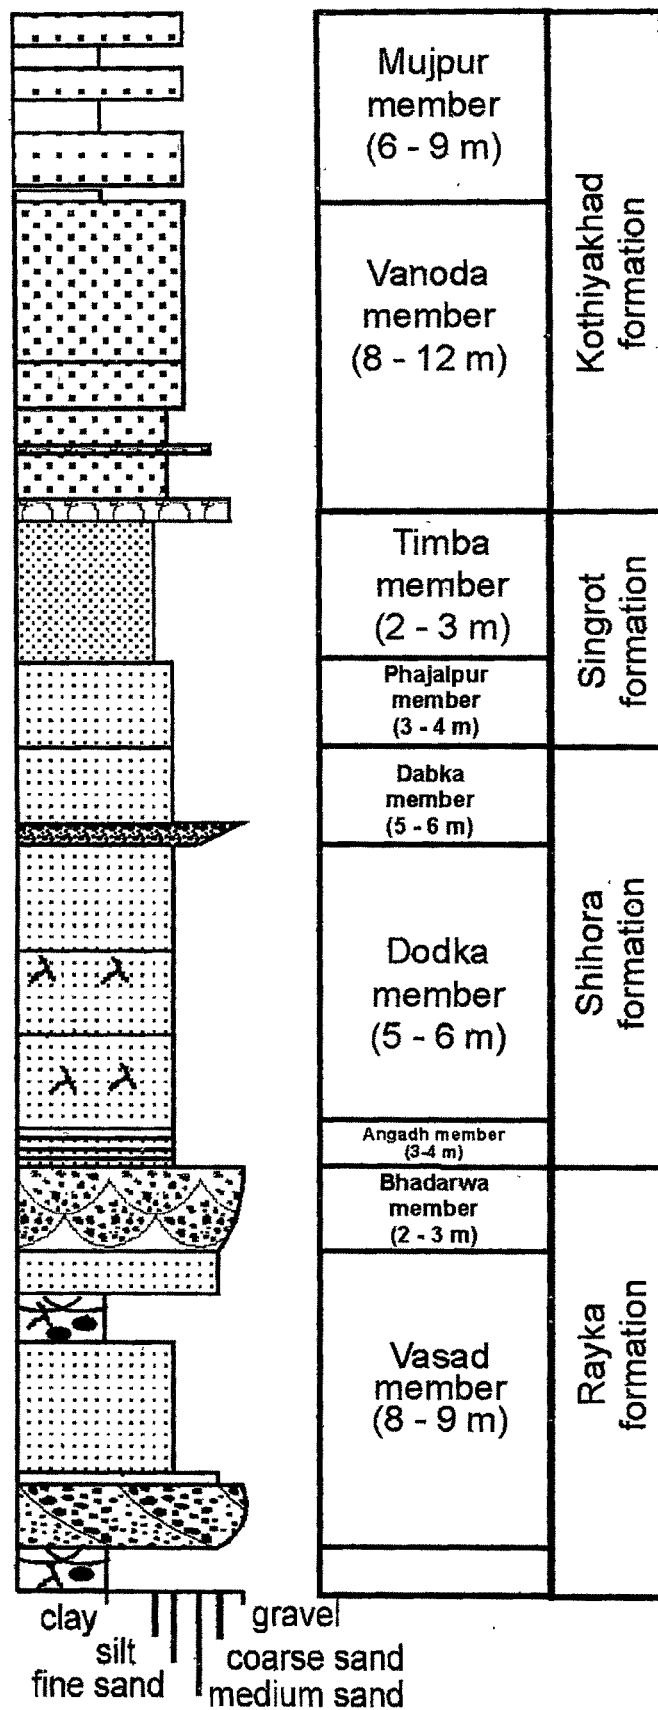 Mujpur
member
(6 - 9 m)
Vanoda
member
(8 - 12 m)
Kothiyakhad
formation
Timba
member
(2 - 3 m)
Phajalpur
member
(3 - 4 m)
Singrot
formation
Dabka
member
(5 - 6 m)
Dodka
member
(5 - 6 m)
Angadh member
(3-4 m)
Shihora
formation
Bhadarwa
member
(2 - 3 m)
Vasad
member
(8 - 9 m)
Rayka
formation
clay
gravel
silt
coarse sand
fine sand
medium sand